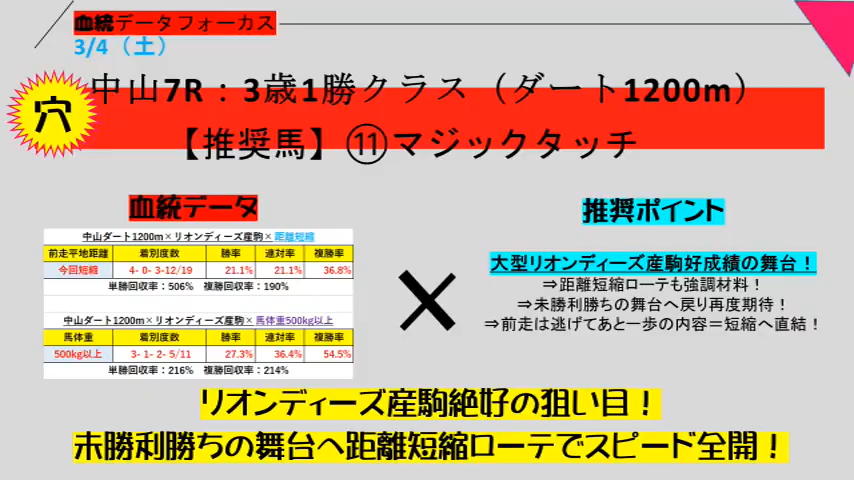 血統データフォーカス
3/4（土）
穴
中山7R：3歳1勝クラス（ダート1200m）
【推奨馬】⑪マジックタッチ
血統データ
中山ダート1200m×リオンディーズ産駒×距離短縮
前走平地距離 着別度数 勝率 連対率 複勝率
今回短縮 4- 0- 3-12/19 21.1% 21.1% 36.8%
単勝回収率：506% 複勝回収率：190%
中山ダート1200m×リオンディーズ産駒×馬体重500kg以上
馬体重 着別度数 勝率 連対率 複勝率
500kg以上 3- 1- 2- 5/11 27.3% 36.4% 54.5%
単勝回収率：216% 複勝回収率：214%
×
推奨ポイント
大型リオンディーズ産駒好成績の舞台！
⇒距離短縮ローテも強調材料！
⇒未勝利勝ちの舞台へ戻り再度期待！
⇒前走は逃げてあと一歩の内容＝短縮へ直結！
リオンディーズ産駒絶好の狙い目！
未勝利勝ちの舞台へ距離短縮ローテでスピード全開！